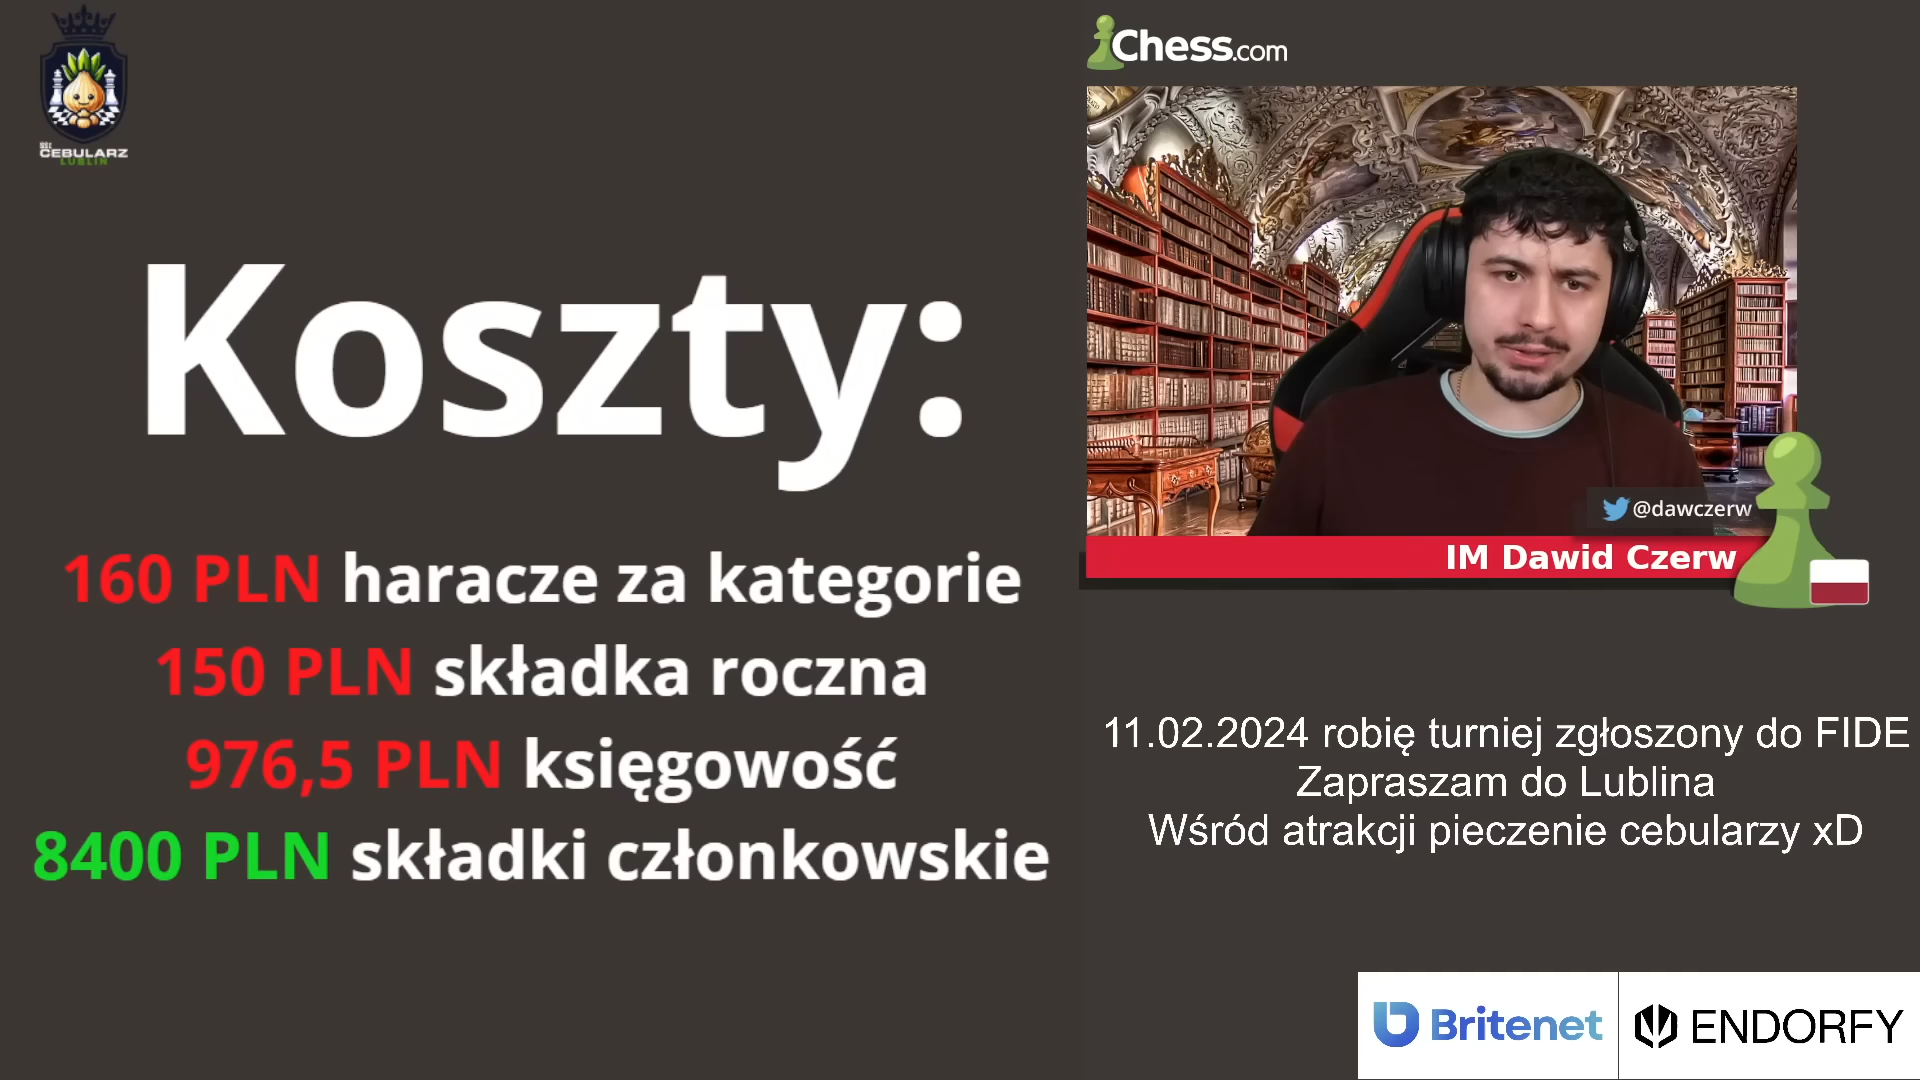 SSz
CEBULARZ
LUBLIN
Koszty:
160 PLN haracze za kategorie
150 PLN składka roczna
976,5 PLN księgowość
8400 PLN składki członkowskie
Chess.com
@dawczerw
IM Dawid Czerw
11.02.2024 robię turniej zgłoszony do FIDE
Zapraszam do Lublina
Wśród atrakcji pieczenie cebularzy xD
Britenet
ENDORFY